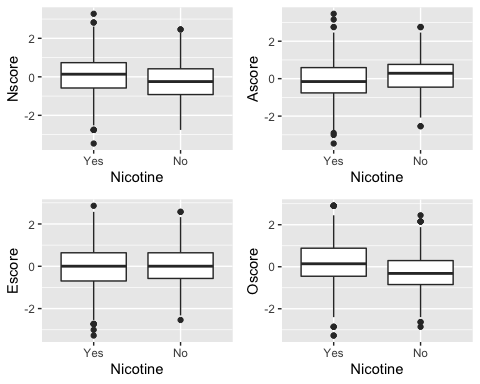 Nscore
2
0
-2
Yes
No
Nicotine
Ascore
2
0
-2
Yes
No
Nicotine
Escore
2
0
-2
Yes
No
Nicotine
Oscore
2
0
-2
Yes
No
Nicotine